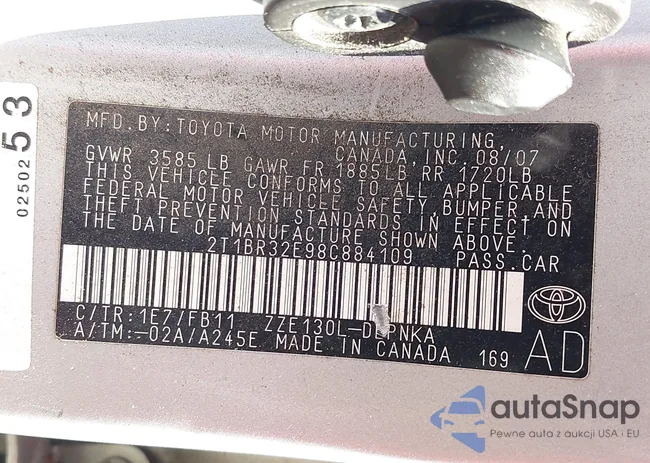 53
02502
MFD. BY: TOYOTA MOTOR MANUFACTURING,
CANADA, INC. 08/07
GVWR 3585 LB GAWR FR 1885LB RR 1720LB
THIS VEHICLE CONFORMS TO ALL APPLICABLE
FEDERAL MOTOR VEHICLE SAFETY, BUMPER, AND
THEFT PREVENTION STANDARDS IN EFFECT ON
THE DATE OF MANUFACTURE SHOWN ABOVE.
2T1BR32E98C884109 PASS. CAR
C/TR: 1E7/FB11 ZZE130L-DEPNKA
A/TM: -02A/A245E MADE IN CANADA 169
AD
autaSnap
Pewne auta z aukcji USA i EU